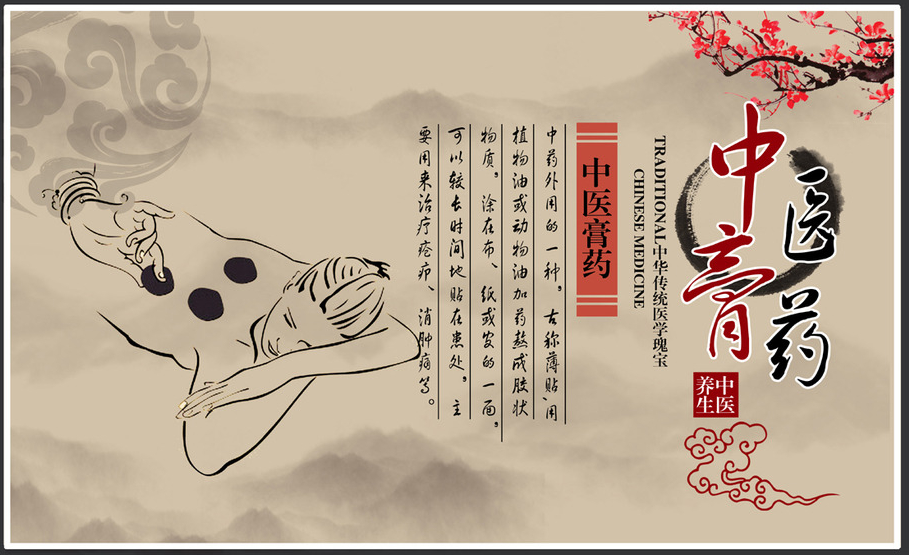 中医
膏药
中医
养生
TRADITIONAL 中华传统医学瑰宝
CHINESE MEDICINE
中医膏药
中药外用的一种，古称薄贴，用
植物油或动物油加药熬成胶状
物质，涂在布、纸或皮的一面，
可以较长时间地贴在患处，主
要用来治疗疮疖、消肿痛等。